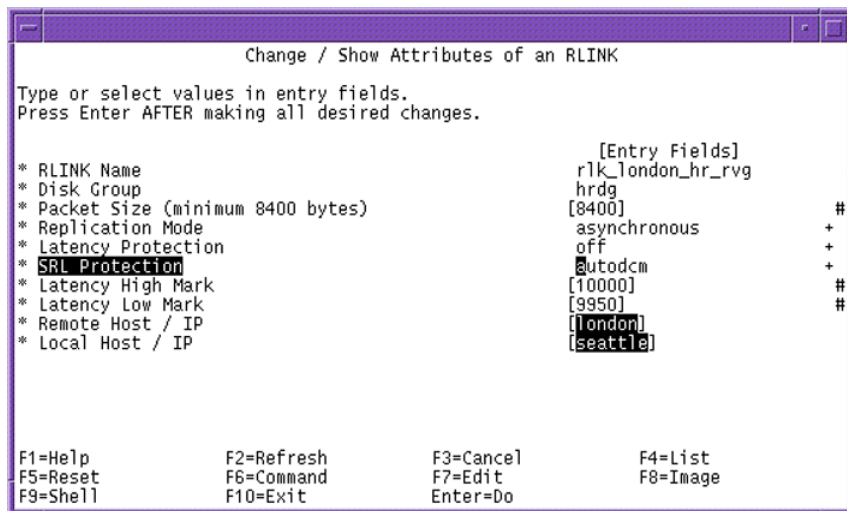 Change / Show Attributes of an RLINK
Type or select values in entry fields.
Press Enter AFTER making all desired changes.
[Entry Fields]
* RLINK Name rlk_london_hr_rvg
* Disk Group hrdg
* Packet Size (minimum 8400 bytes) [8400] #
* Replication Mode asynchronous +
* Latency Protection off +
* SRL Protection autodcm +
* Latency High Mark [10000] #
* Latency Low Mark [9950] #
* Remote Host / IP [london]
* Local Host / IP [seattle]
F1=Help F2=Refresh F3=Cancel F4=List
F5=Reset F6=Command F7=Edit F8=Image
F9=Shell F10=Exit Enter=Do